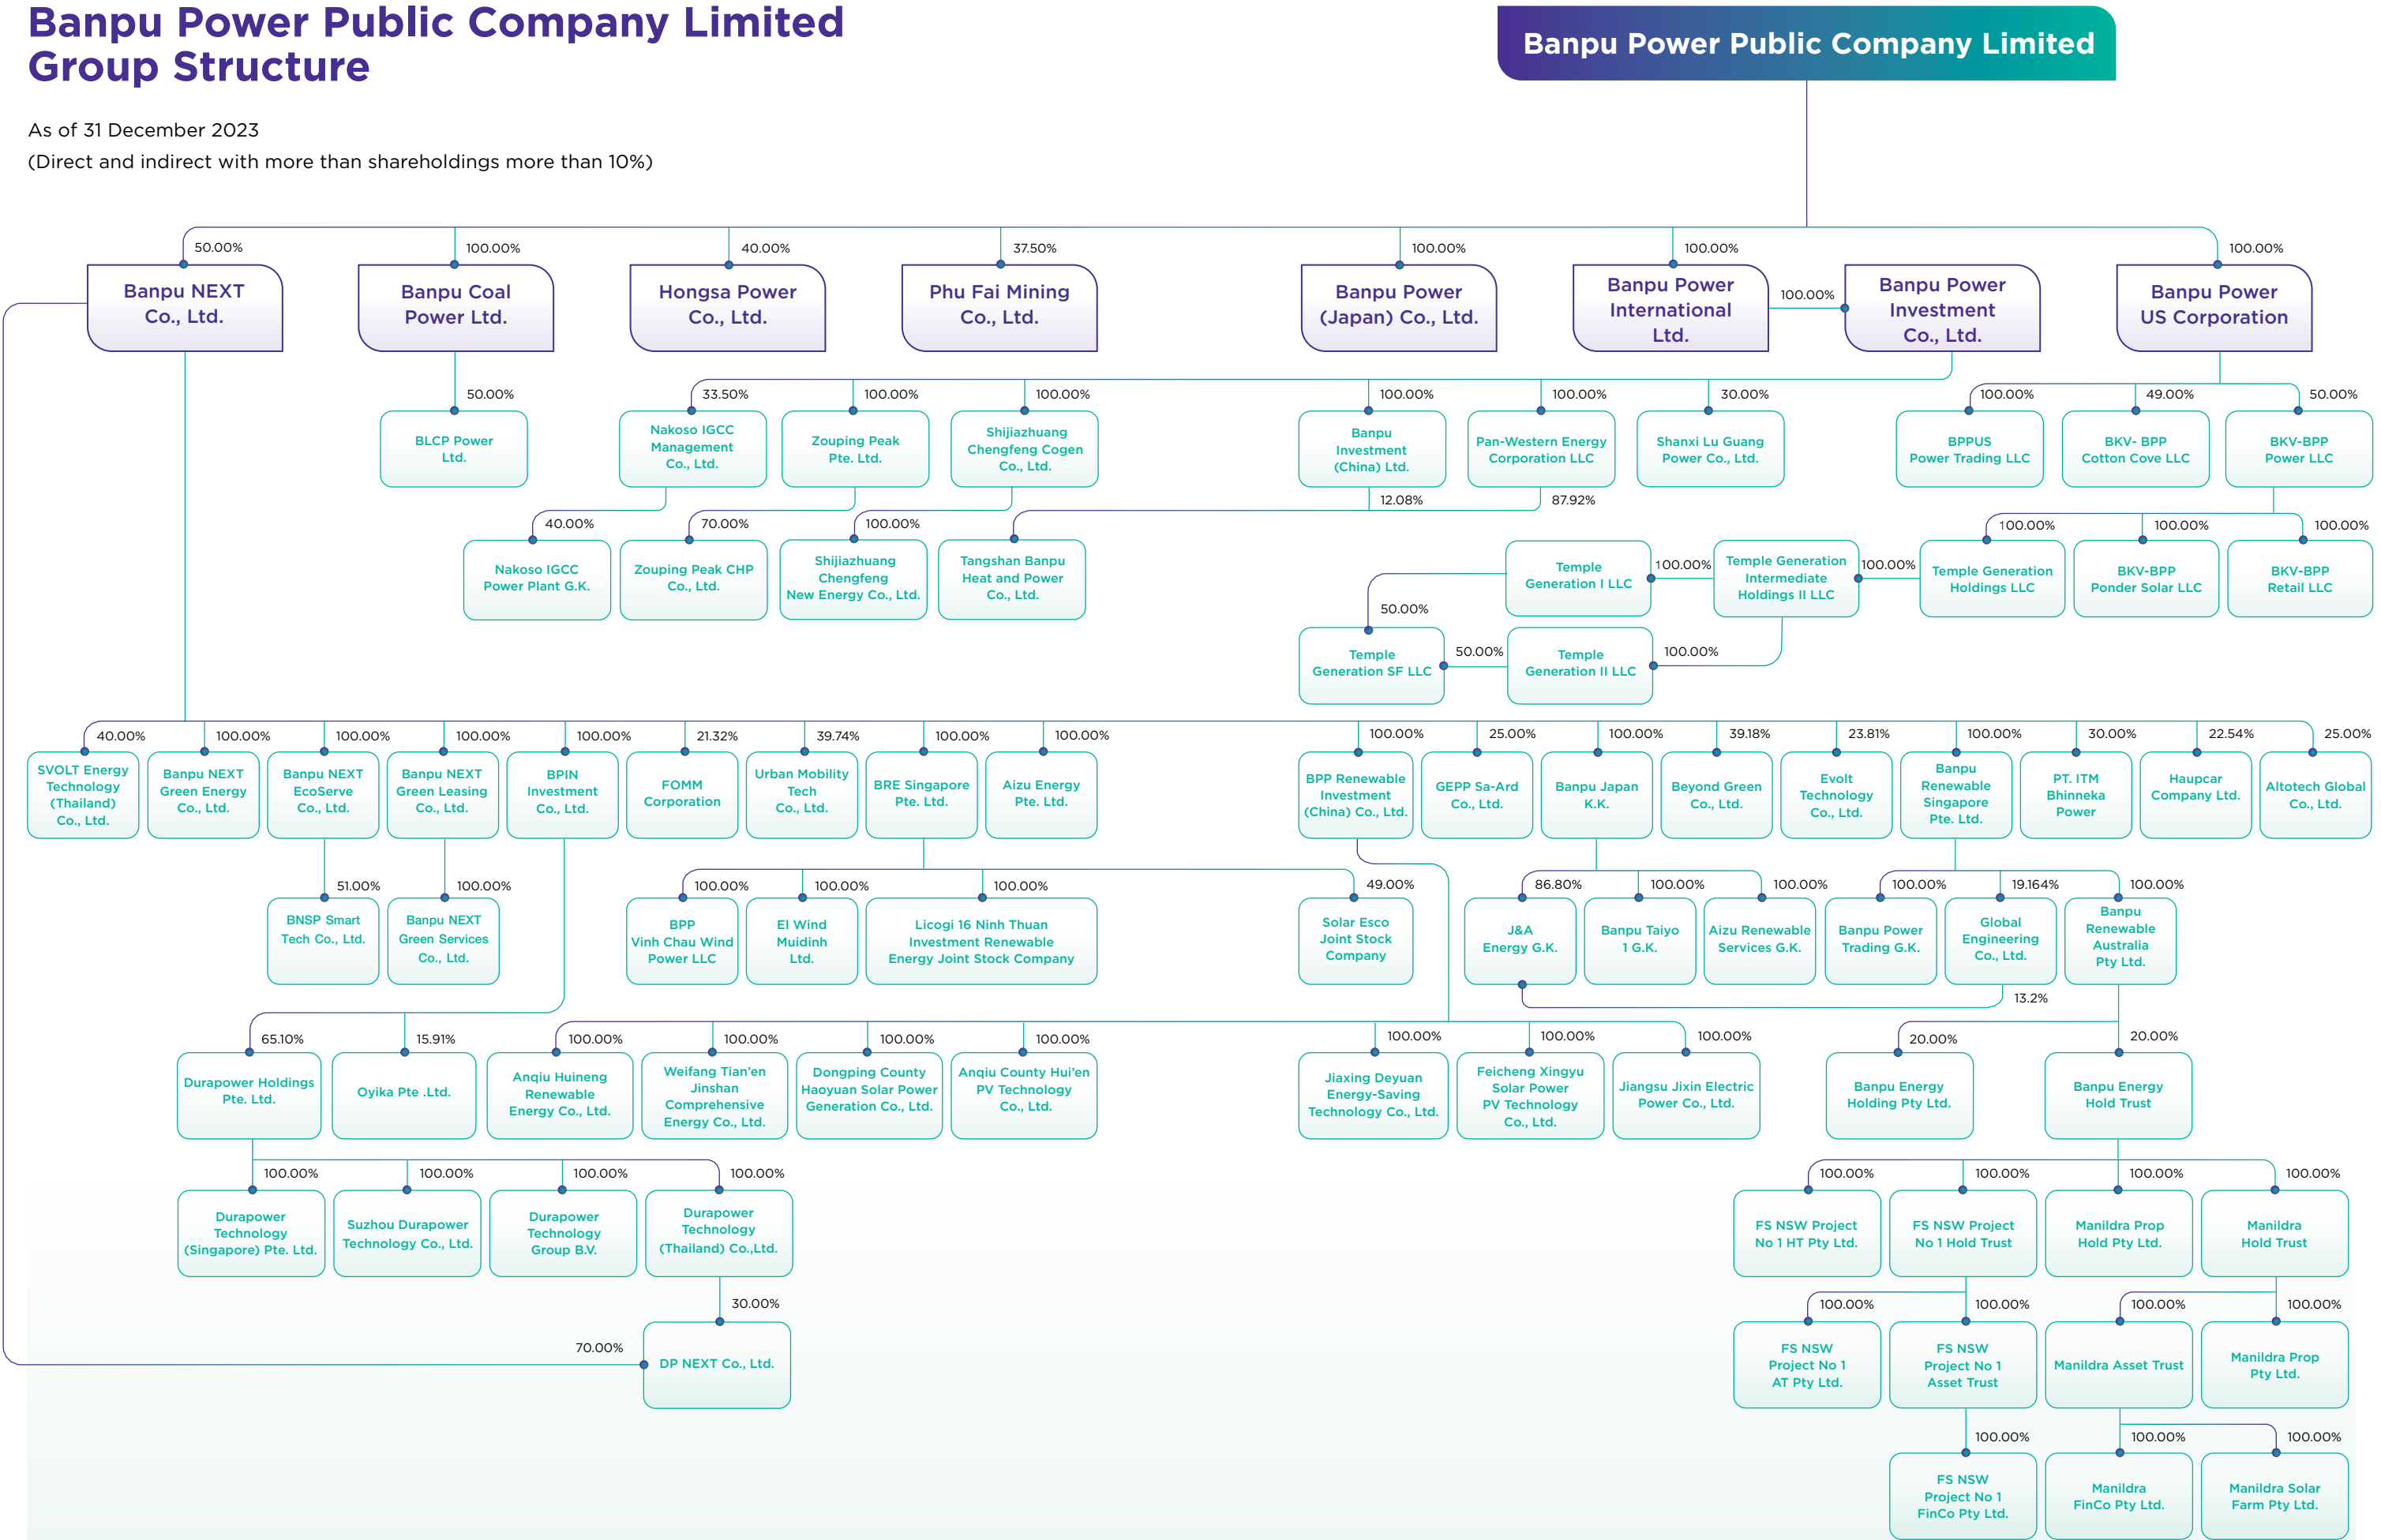 Banpu Power Public Company Limited
Group Structure
As of 31 December 2023
(Direct and indirect with more than shareholdings more than 10%)
Banpu Power Public Company Limited
50.00%
100.00%
40.00%
37.50%
100.00%
100.00%
100.00%
Banpu NEXT
Co., Ltd.
Banpu Coal
Power Ltd.
Hongsa Power
Co., Ltd.
Phu Fai Mining
Co., Ltd.
Banpu Power
(Japan) Co., Ltd.
Banpu Power
International
Ltd.
100.00%
Banpu Power
Investment
Co., Ltd.
Banpu Power
US Corporation
50.00%
33.50%
100.00%
100.00%
100.00%
100.00%
30.00%
100.00%
49.00%
50.00%
BLCP Power
Ltd.
Nakoso IGCC
Management
Co., Ltd.
Zouping Peak
Pte. Ltd.
Shijiazhuang
Chengfeng Cogen
Co., Ltd.
Banpu
Investment
(China) Ltd.
Pan-Western Energy
Corporation LLC
Shanxi Lu Guang
Power Co., Ltd.
BPPUS
Power Trading LLC
BKV- BPP
Cotton Cove LLC
BKV-BPP
Power LLC
12.08%
87.92%
40.00%
70.00%
100.00%
100.00%
100.00%
100.00%
Nakoso IGCC
Power Plant G.K.
Zouping Peak CHP
Co., Ltd.
Shijiazhuang
Chengfeng
New Energy Co., Ltd.
Tangshan Banpu
Heat and Power
Co., Ltd.
Temple
Generation I LLC
100.00%
Temple Generation
Intermediate
Holdings II LLC
100.00%
Temple Generation
Holdings LLC
BKV-BPP
Ponder Solar LLC
BKV-BPP
Retail LLC
50.00%
Temple
Generation SF LLC
50.00%
Temple
Generation II LLC
100.00%
40.00%
100.00%
100.00%
100.00%
100.00%
21.32%
39.74%
100.00%
100.00%
100.00%
25.00%
100.00%
39.18%
23.81%
100.00%
30.00%
22.54%
25.00%
SVOLT Energy
Technology
(Thailand)
Co., Ltd.
Banpu NEXT
Green Energy
Co., Ltd.
Banpu NEXT
EcoServe
Co., Ltd.
Banpu NEXT
Green Leasing
Co., Ltd.
BPIN
Investment
Co., Ltd.
FOMM
Corporation
Urban Mobility
Tech
Co., Ltd.
BRE Singapore
Pte. Ltd.
Aizu Energy
Pte. Ltd.
BPP Renewable
Investment
(China) Co., Ltd.
GEPP Sa-Ard
Co., Ltd.
Banpu Japan
K.K.
Beyond Green
Co., Ltd.
Evolt
Technology
Co., Ltd.
Banpu
Renewable
Singapore
Pte. Ltd.
PT. ITM
Bhinneka
Power
Haupcar
Company Ltd.
Altotech Global
Co., Ltd.
51.00%
100.00%
100.00%
100.00%
100.00%
49.00%
86.80%
100.00%
100.00%
100.00%
19.164%
100.00%
BNSP Smart
Tech Co., Ltd.
Banpu NEXT
Green Services
Co., Ltd.
BPP
Vinh Chau Wind
Power LLC
El Wind
Muidinh
Ltd.
Licogi 16 Ninh Thuan
Investment Renewable
Energy Joint Stock Company
Solar Esco
Joint Stock
Company
J&A
Energy G.K.
Banpu Taiyo
1 G.K.
Aizu Renewable
Services G.K.
Banpu Power
Trading G.K.
Global
Engineering
Co., Ltd.
Banpu
Renewable
Australia
Pty Ltd.
13.2%
65.10%
15.91%
100.00%
100.00%
100.00%
100.00%
100.00%
100.00%
100.00%
20.00%
20.00%
Durapower Holdings
Pte. Ltd.
Oyika Pte .Ltd.
Anqiu Huineng
Renewable
Energy Co., Ltd.
Weifang Tian'en
Jinshan
Comprehensive
Energy Co., Ltd.
Dongping County
Haoyuan Solar Power
Generation Co., Ltd.
Anqiu County Hui'en
PV Technology
Co., Ltd.
Jiaxing Deyuan
Energy-Saving
Technology Co., Ltd.
Feicheng Xingyu
Solar Power
PV Technology
Co., Ltd.
Jiangsu Jixin Electric
Power Co., Ltd.
Banpu Energy
Holding Pty Ltd.
Banpu Energy
Hold Trust
100.00%
100.00%
100.00%
100.00%
100.00%
100.00%
100.00%
100.00%
Durapower
Technology
(Singapore) Pte. Ltd.
Suzhou Durapower
Technology Co., Ltd.
Durapower
Technology
Group B.V.
Durapower
Technology
(Thailand) Co.,Ltd.
FS NSW Project
No 1 HT Pty Ltd.
FS NSW Project
No 1 Hold Trust
Manildra Prop
Hold Pty Ltd.
Manildra
Hold Trust
30.00%
100.00%
100.00%
100.00%
100.00%
70.00%
DP NEXT Co., Ltd.
FS NSW
Project No 1
AT Pty Ltd.
FS NSW
Project No 1
Asset Trust
Manildra Asset Trust
Manildra Prop
Pty Ltd.
100.00%
100.00%
100.00%
FS NSW
Project No 1
FinCo Pty Ltd.
Manildra
FinCo Pty Ltd.
Manildra Solar
Farm Pty Ltd.